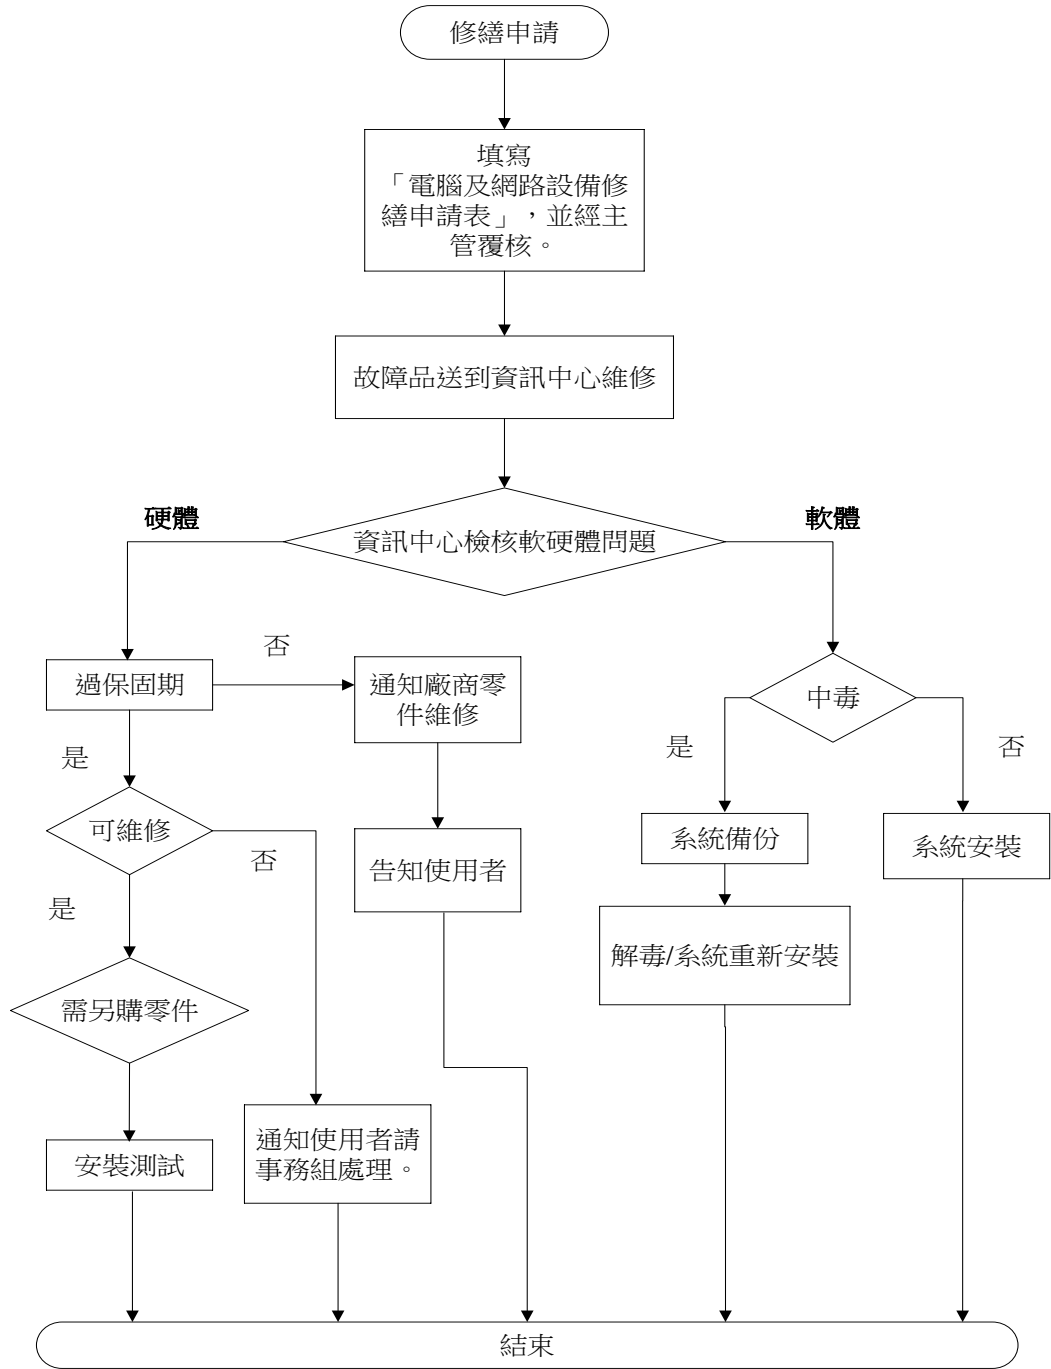 修繕申請
填寫
「電腦及網路設備修
繕申請表」，並經主
管覆核。
故障品送到資訊中心維修
硬體
軟體
資訊中心檢核軟硬體問題
否
過保固期
通知廠商零
件維修
中毒
是
是
否
可維修
系統備份
系統安裝
否
告知使用者
是
解毒/系統重新安裝
需另購零件
通知使用者請
事務組處理。
安裝測試
結束